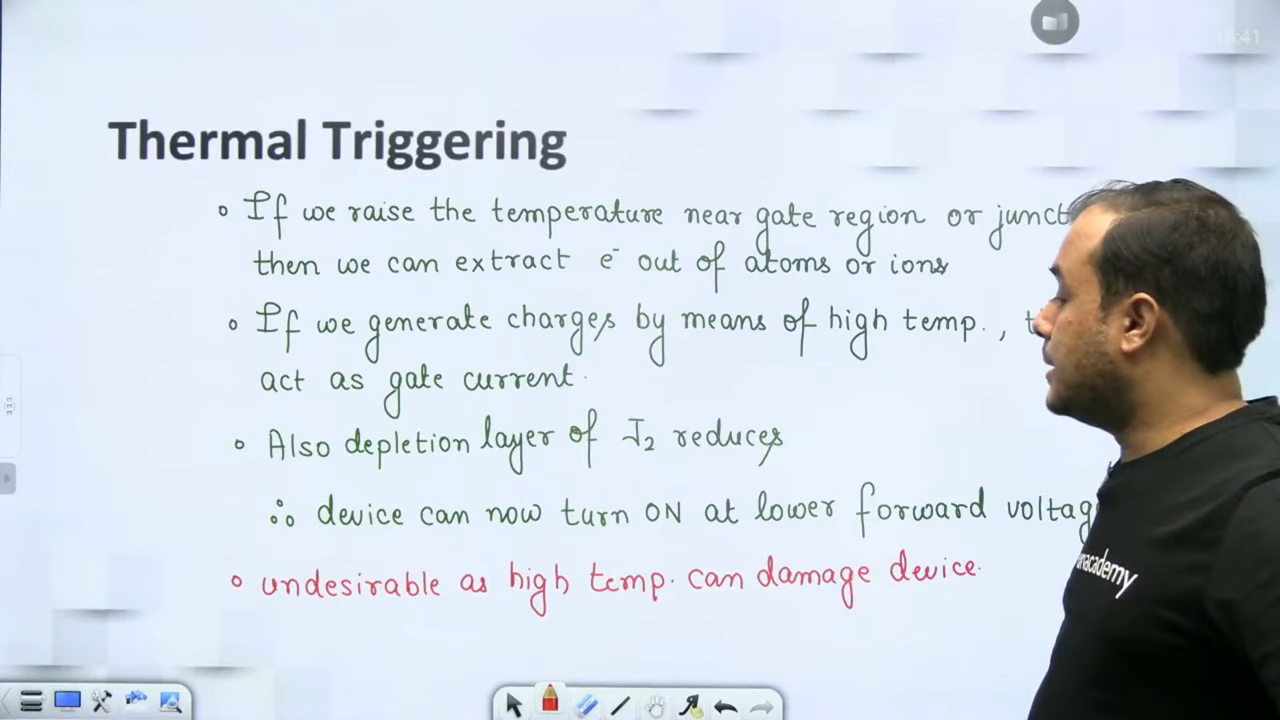 Thermal Triggering
◦ If we raise the temperature near gate region or junct
then we can extract e⁻ out of atoms or ions
◦ If we generate charges by means of high temp.,
act as gate current.
◦ Also depletion layer of J₂ reduces
∴ device can now turn ON at lower forward voltag
◦ undesirable as high temp. can damage device.
unacademy